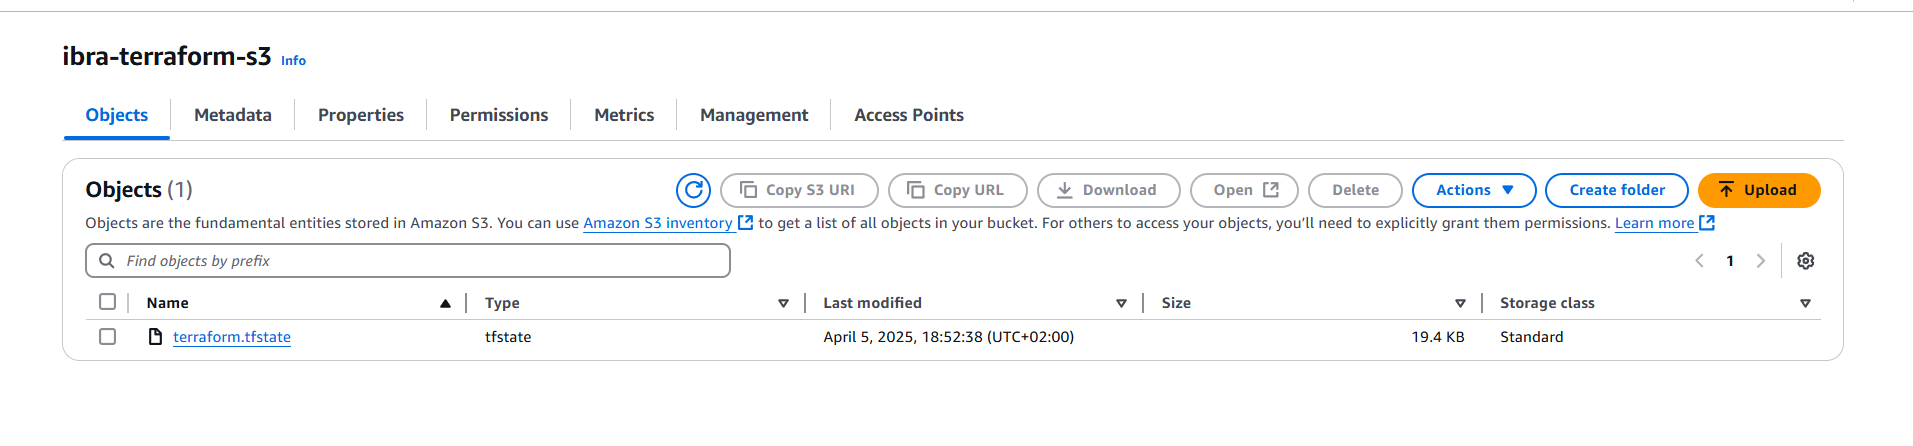 ibra-terraform-s3 Info
Objects Metadata Properties Permissions Metrics Management Access Points
Objects (1) Copy S3 URI Copy URL Download Open Delete Actions Create folder Upload
Objects are the fundamental entities stored in Amazon S3. You can use Amazon S3 inventory to get a list of all objects in your bucket. For others to access your objects, you’ll need to explicitly grant them permissions. Learn more
Find objects by prefix 1
Name Type Last modified Size Storage class
terraform.tfstate tfstate April 5, 2025, 18:52:38 (UTC+02:00) 19.4 KB Standard